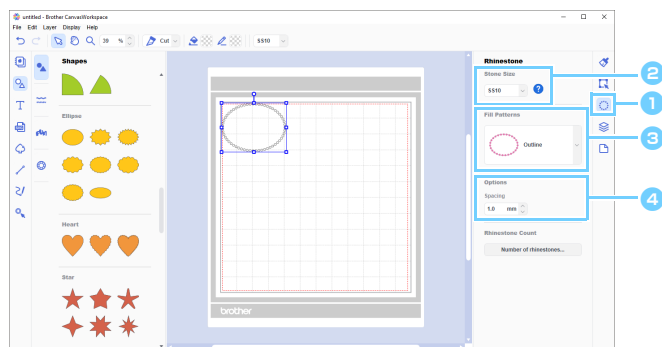 untitled - Brother CanvasWorkspace
File Edit Layer Display Help
39 % Cut SS10
Shapes
Ellipse
Heart
Star
brother
Rhinestone
Stone Size
SS10 ?
Fill Patterns
Outline
Options
Spacing
1.0 mm
Rhinestone Count
Number of rhinestones...
2
1
3
4